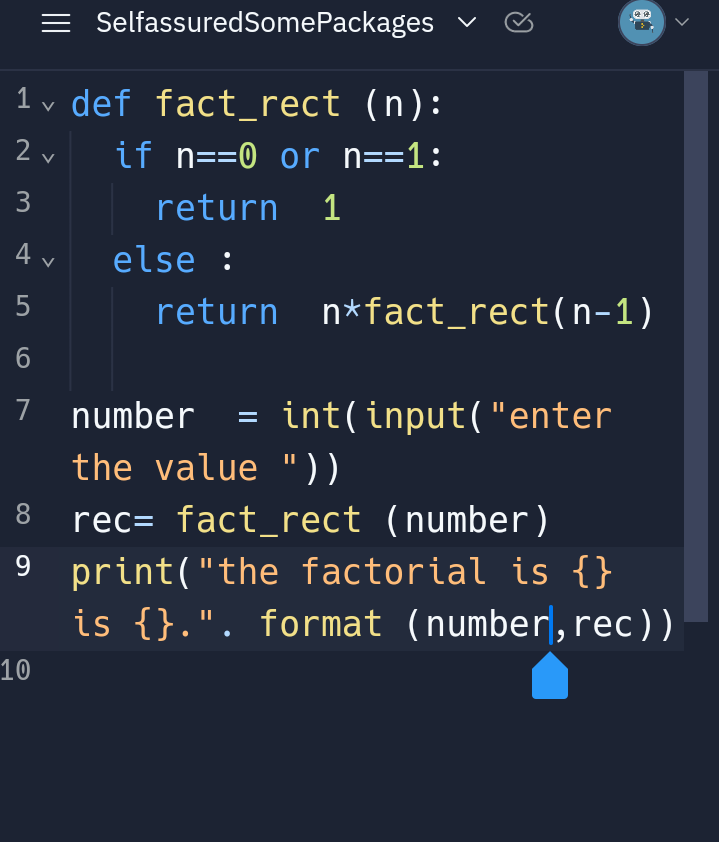 SelfassuredSomePackages
1 def fact_rect (n):
2 if n==0 or n==1:
3 return  1
4 else :
5 return  n*fact_rect(n-1)
6
7 number  = int(input("enter
the value "))
8 rec= fact_rect (number)
9 print("the factorial is {}
is {}.". format (number,rec))
10